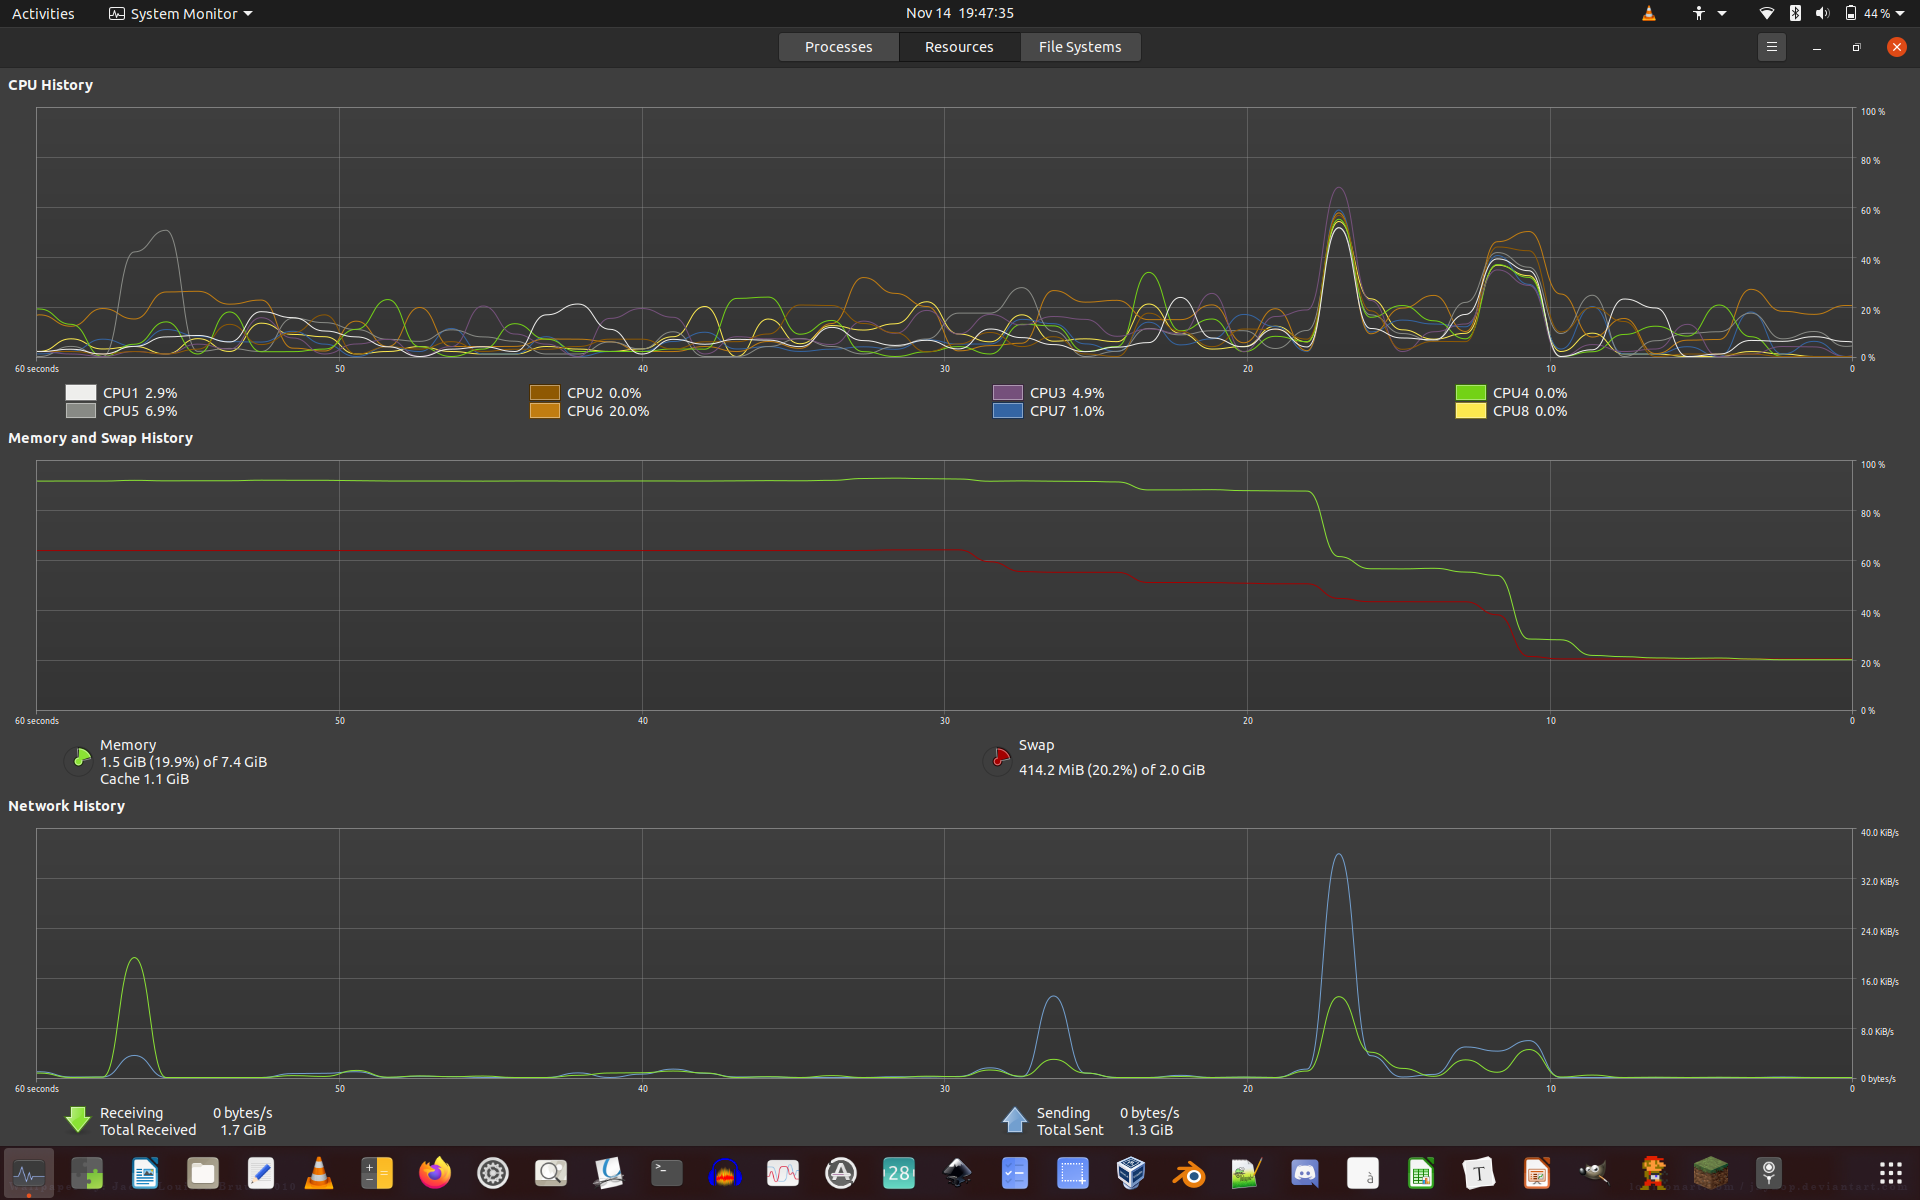 Activities System Monitor Nov 14 19:47:35 44 %
Processes Resources File Systems
CPU History
100 %
80 %
60 %
40 %
20 %
0 %
60 seconds 50 40 30 20 10 0
CPU1 2.9% CPU2 0.0% CPU3 4.9% CPU4 0.0%
CPU5 6.9% CPU6 20.0% CPU7 1.0% CPU8 0.0%
Memory and Swap History
100 %
80 %
60 %
40 %
20 %
0 %
60 seconds 50 40 30 20 10 0
Memory
1.5 GiB (19.9%) of 7.4 GiB
Cache 1.1 GiB
Swap
414.2 MiB (20.2%) of 2.0 GiB
Network History
40.0 KiB/s
32.0 KiB/s
24.0 KiB/s
16.0 KiB/s
8.0 KiB/s
0 bytes/s
60 seconds 50 40 30 20 10 0
Receiving 0 bytes/s
Total Received 1.7 GiB
Sending 0 bytes/s
Total Sent 1.3 GiB
28
à
T